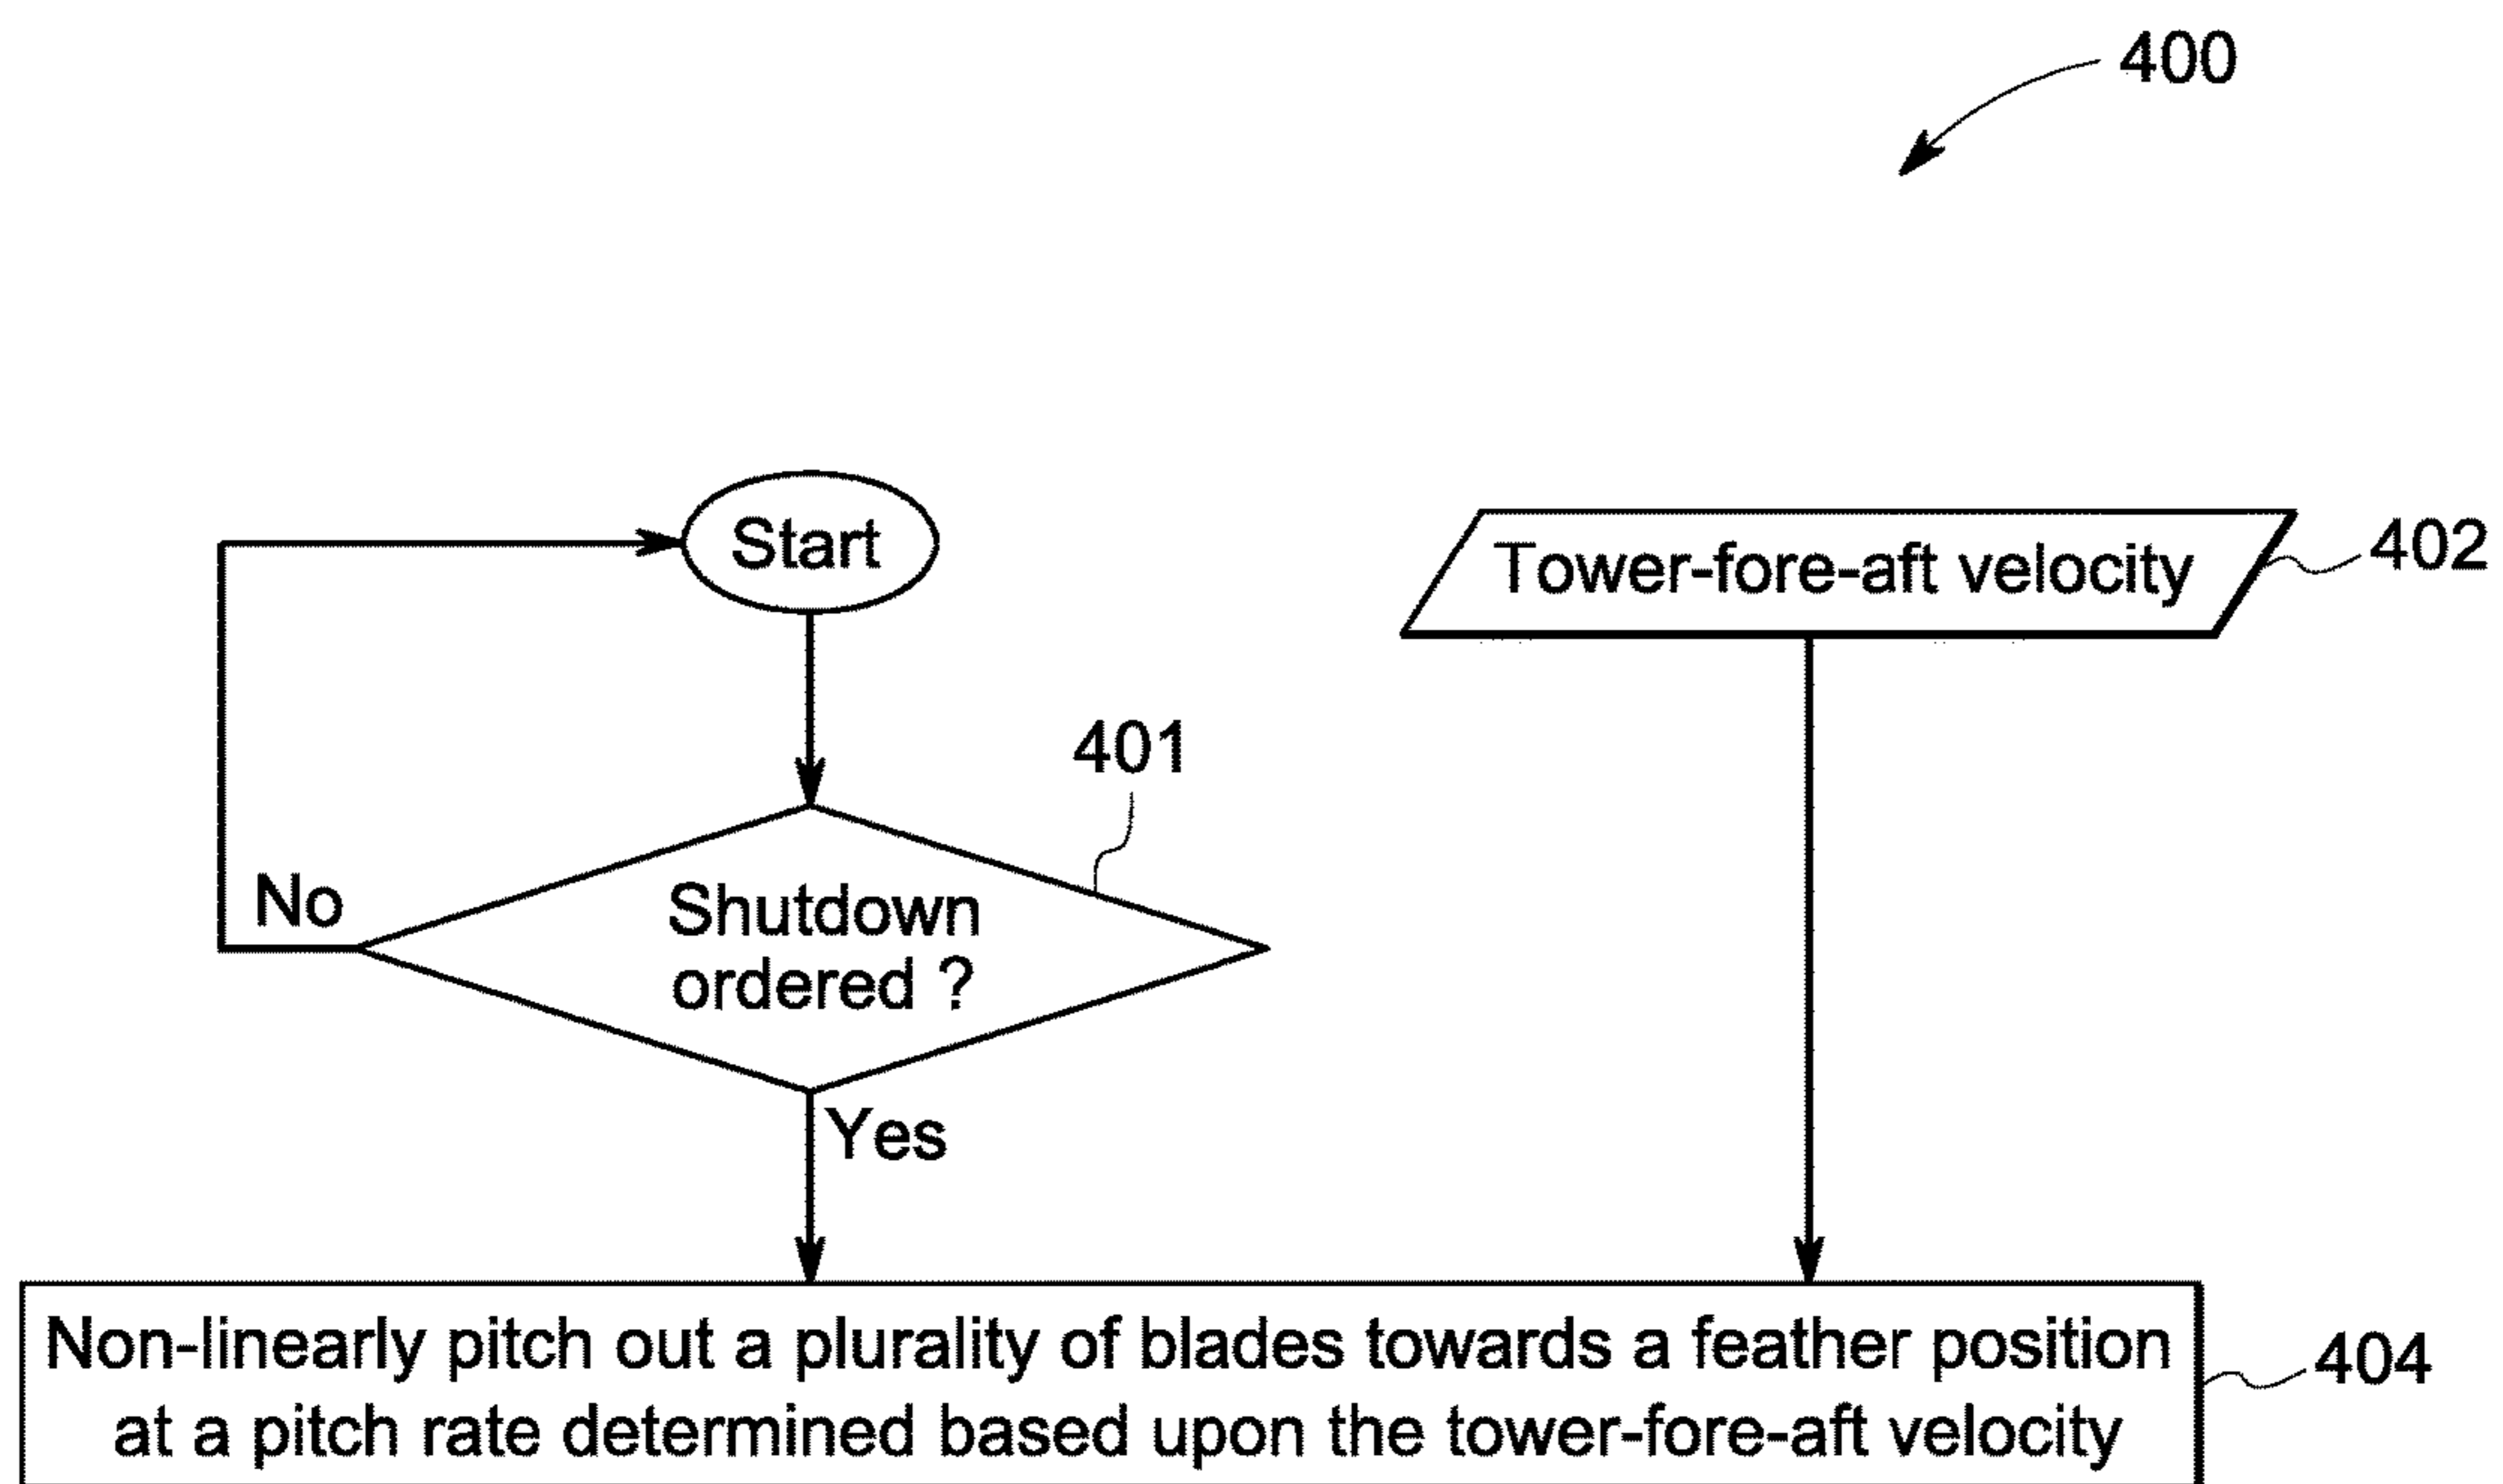 400
Start
Tower-fore-aft velocity
402
401
No
Shutdown
ordered ?
Yes
Non-linearly pitch out a plurality of blades towards a feather position
at a pitch rate determined based upon the tower-fore-aft velocity
404